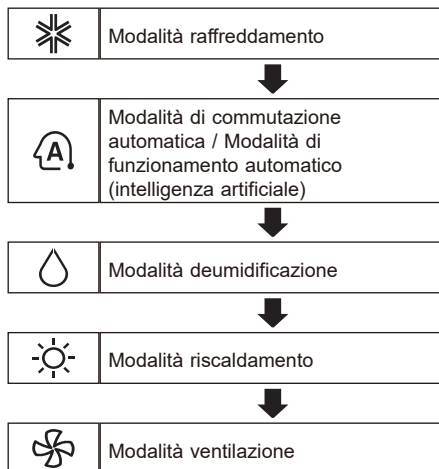 Modalità raffreddamento
A
Modalità di commutazione
automatica / Modalità di
funzionamento automatico
(intelligenza artificiale)
Modalità deumidificazione
Modalità riscaldamento
Modalità ventilazione